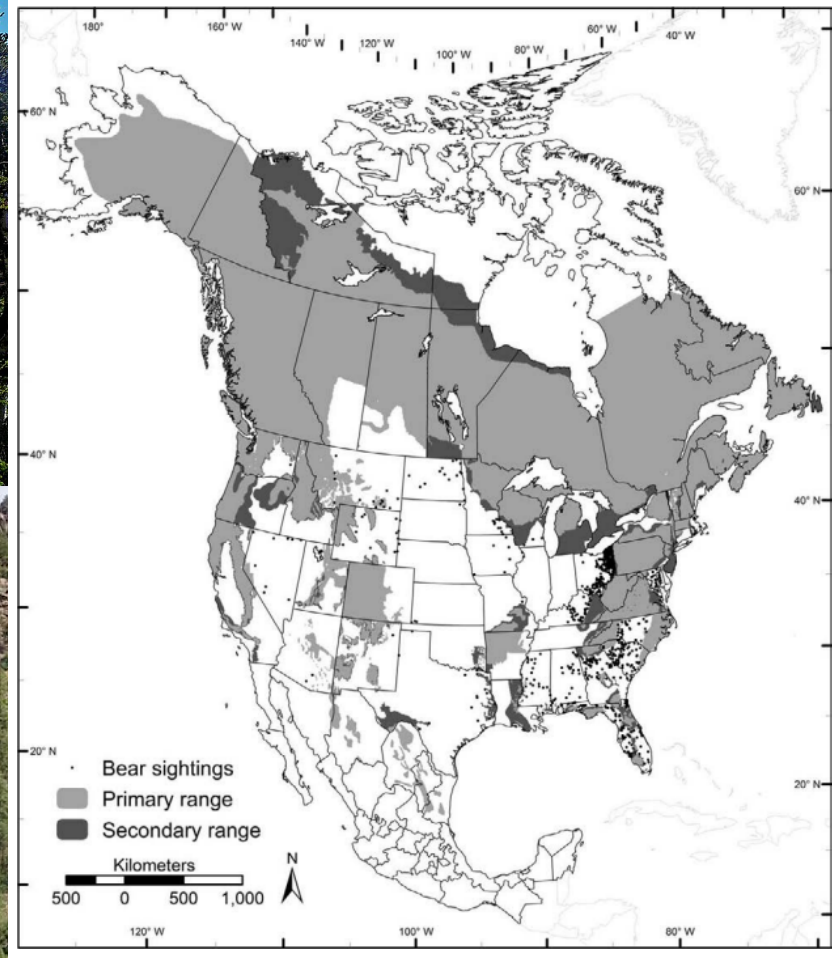 180° 160° W 140° W 120° W 100° W 80° W 60° W 40° W
60° N
60° N
40° N
40° N
20° N
20° N
Bear sightings
Primary range
Secondary range
Kilometers
500 0 500 1,000
N
120° W 100° W 80° W